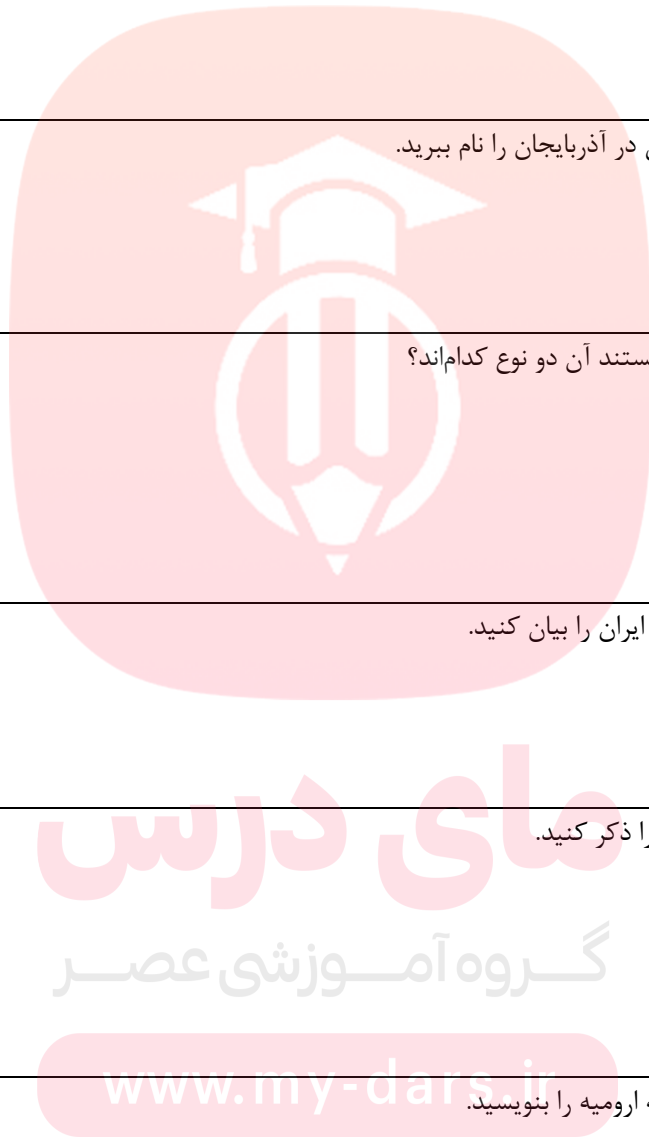 در آذربایجان را نام ببرید.
آن دو نوع کدام‌اند؟
ایران را بیان کنید.
مای درس
را ذکر کنید.
گروه آموزشی عصر
www.my-dars.ir
ارومیه را بنویسید.